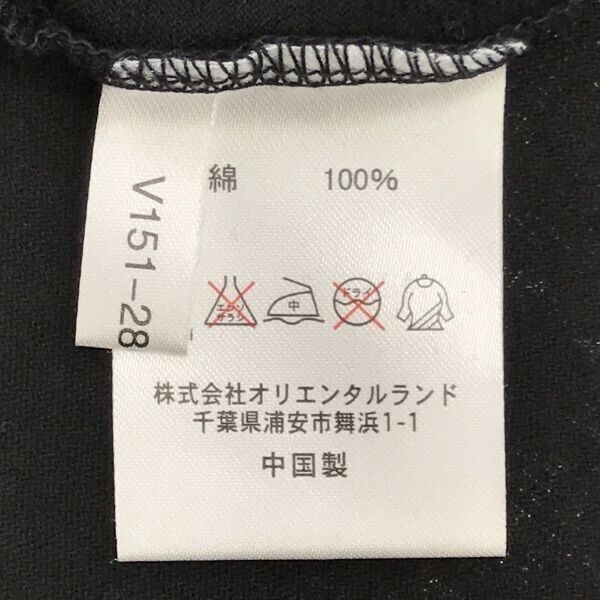 綿 100%
V151-28
エンソ
サラシ
中
ドライ
株式会社オリエンタルランド
千葉県浦安市舞浜1-1
中国製